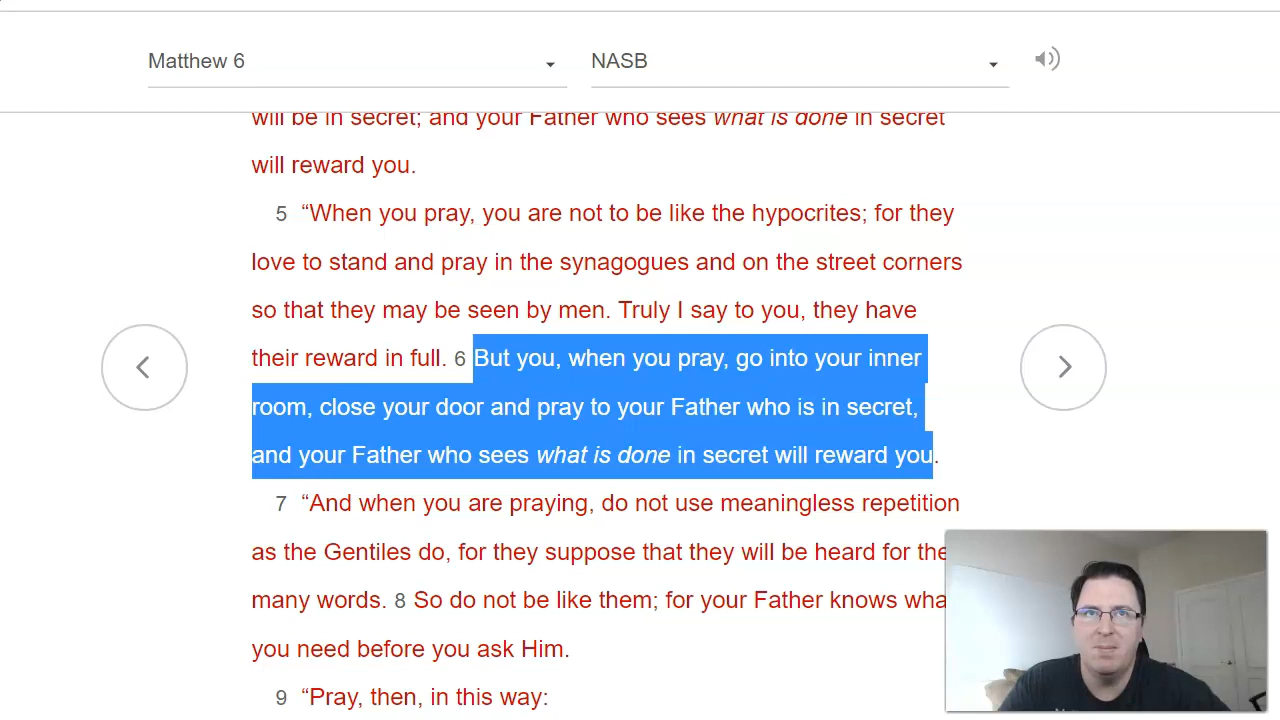 Matthew 6
NASB
will be in secret; and your Father who sees what is done in secret
will reward you.
5 “When you pray, you are not to be like the hypocrites; for they
love to stand and pray in the synagogues and on the street corners
so that they may be seen by men. Truly I say to you, they have
their reward in full. 6 But you, when you pray, go into your inner
room, close your door and pray to your Father who is in secret,
and your Father who sees what is done in secret will reward you.
7 “And when you are praying, do not use meaningless repetition
as the Gentiles do, for they suppose that they will be heard for the
many words. 8 So do not be like them; for your Father knows wha
you need before you ask Him.
9 “Pray, then, in this way: